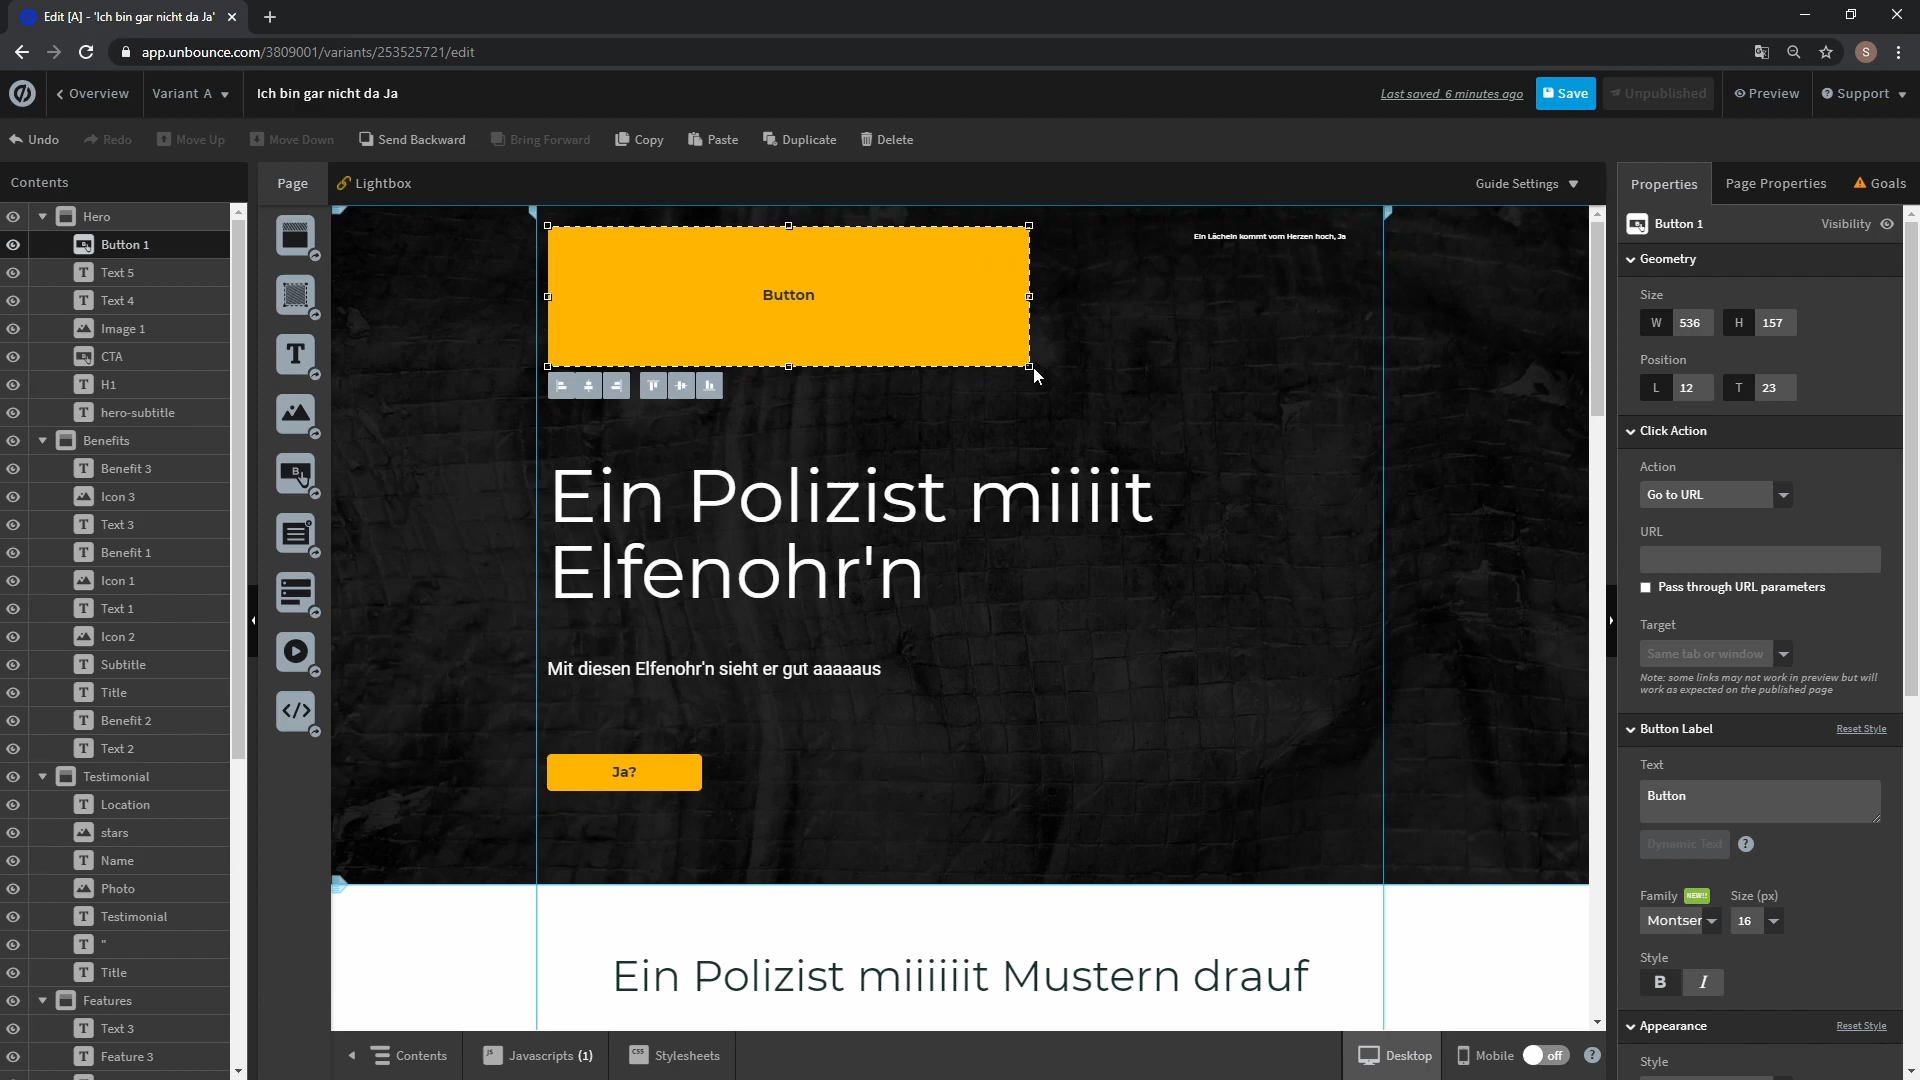 Edit [A] - 'Ich bin gar nicht da Ja'
app.unbounce.com/3809001/variants/253525721/edit
S
Overview
Variant A
Ich bin gar nicht da Ja
Last saved 6 minutes ago
Save
Unpublished
Preview
Support
Undo
Redo
Move Up
Move Down
Send Backward
Bring Forward
Copy
Paste
Duplicate
Delete
Contents
Hero
Button 1
Text 5
Text 4
Image 1
CTA
H1
hero-subtitle
Benefits
Benefit 3
Icon 3
Text 3
Benefit 1
Icon 1
Text 1
Icon 2
Subtitle
Title
Benefit 2
Text 2
Testimonial
Location
stars
Name
Photo
Testimonial
"
Title
Features
Text 3
Feature 3
Page
Lightbox
Guide Settings
Button
Ein Lächeln kommt vom Herzen hoch, Ja
Ein Polizist miiiit
Elfenohr'n
Mit diesen Elfenohr'n sieht er gut aaaaaus
Ja?
Ein Polizist miiiiiit Mustern drauf
Contents
JS Javascripts (1)
CSS Stylesheets
Desktop
Mobile
off
?
Properties
Page Properties
Goals
Button 1
Visibility
Geometry
Size
W 536 H 157
Position
L 12 T 23
Click Action
Action
Go to URL
URL
Pass through URL parameters
Target
Same tab or window
Note: some links may not work in preview but will
work as expected on the published page
Button Label
Reset Style
Text
Button
Dynamic Text
?
Family NEW!! Size (px)
Montser 16
Style
B I
Appearance
Reset Style
Style